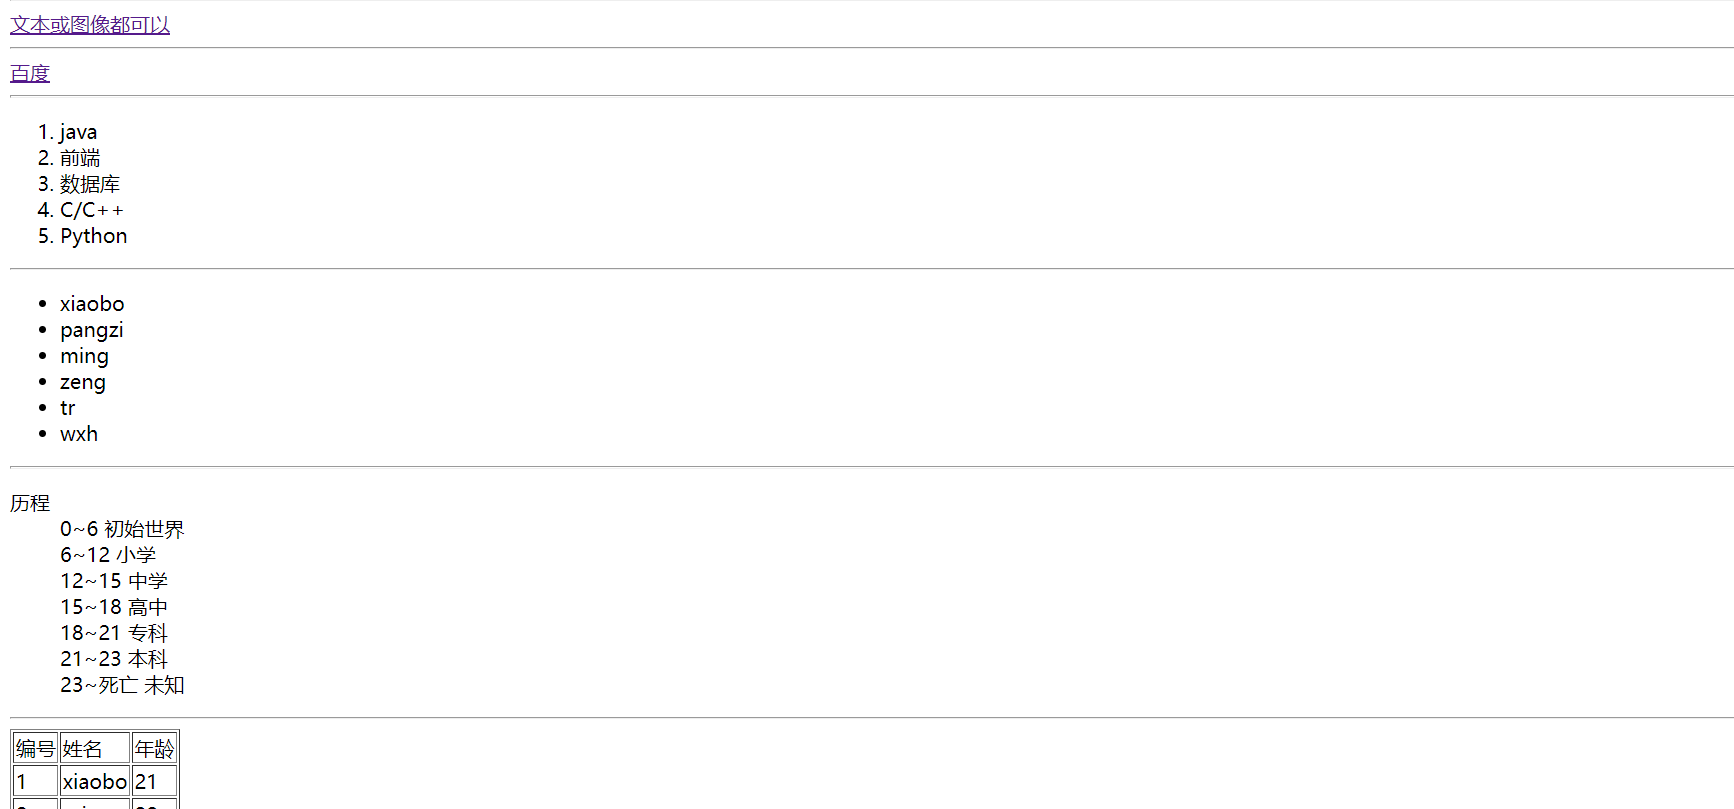 文本或图像都可以
百度
1. java
2. 前端
3. 数据库
4. C/C++
5. Python
• xiaobo
• pangzi
• ming
• zeng
• tr
• wxh
历程
0~6 初始世界
6~12 小学
12~15 中学
15~18 高中
18~21 专科
21~23 本科
23~死亡 未知
编号 姓名 年龄
1 xiaobo 21